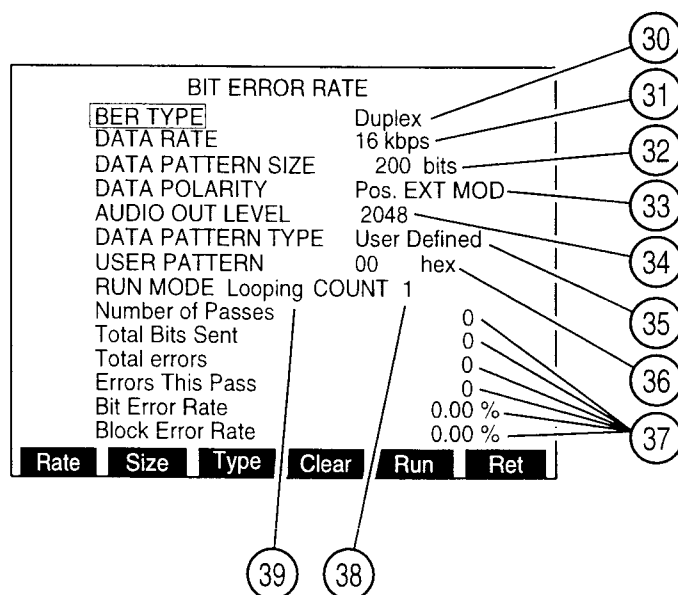 30
BIT ERROR RATE
BER TYPE Duplex
31
DATA RATE 16 kbps
DATA PATTERN SIZE 200 bits
32
DATA POLARITY Pos. EXT MOD
33
AUDIO OUT LEVEL 2048
DATA PATTERN TYPE User Defined
34
USER PATTERN 00 hex
RUN MODE Looping COUNT 1
35
Number of Passes 0
Total Bits Sent 0
Total errors 0
36
Errors This Pass 0
Bit Error Rate 0.00 %
Block Error Rate 0.00 %
37
Rate Size Type Clear Run Ret
39 38